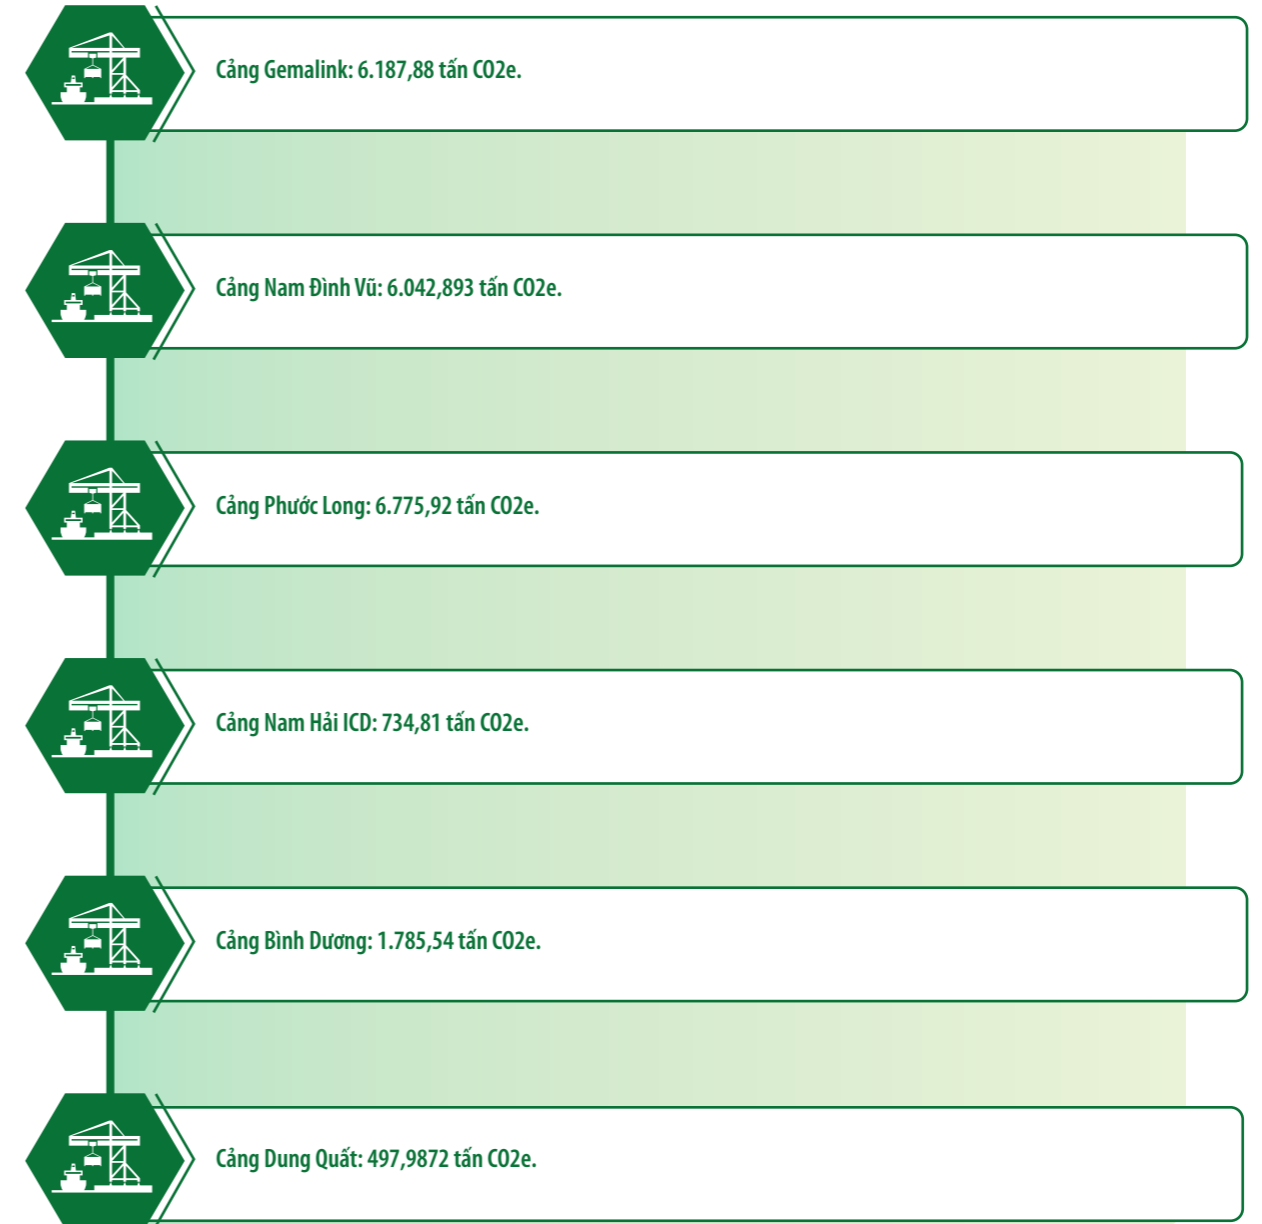 Cảng Gemalink: 6.187,88 tấn CO2e.
Cảng Nam Đình Vũ: 6.042,893 tấn CO2e.
Cảng Phước Long: 6.775,92 tấn CO2e.
Cảng Nam Hải ICD: 734,81 tấn CO2e.
Cảng Bình Dương: 1.785,54 tấn CO2e.
Cảng Dung Quất: 497,9872 tấn CO2e.